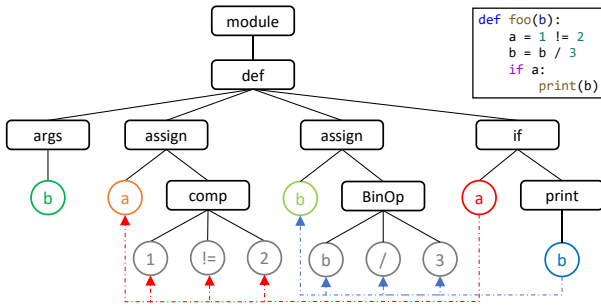 module
def foo(b):
a = 1 != 2
b = b / 3
if a:
print(b)
def
args
assign
assign
if
b
a
comp
b
BinOp
a
print
1
!=
2
b
/
3
b